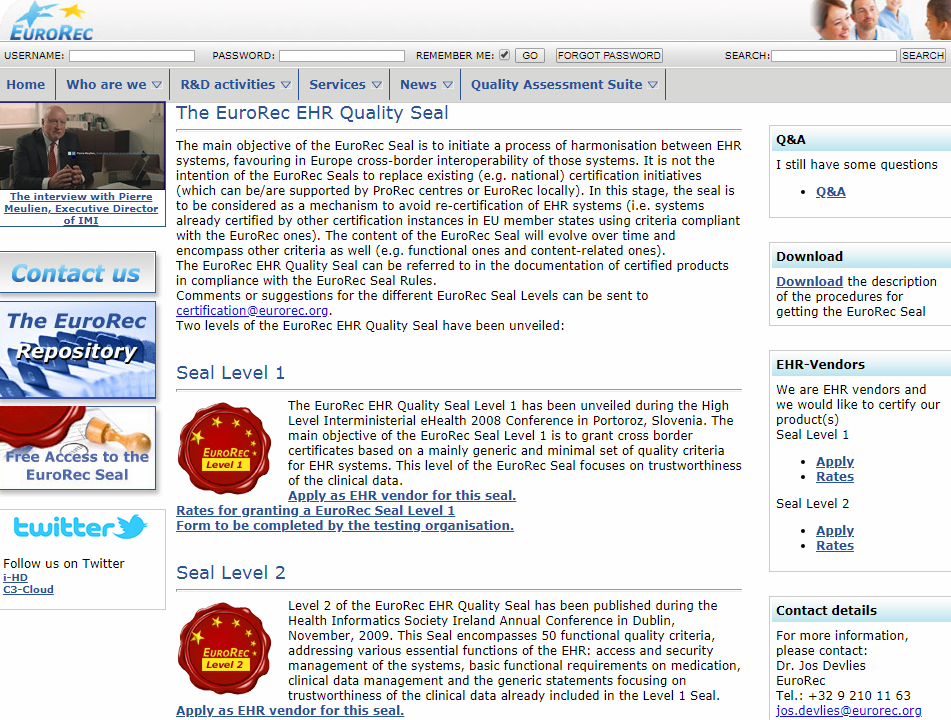 EUROREC
USERNAME: PASSWORD: REMEMBER ME: GO FORGOT PASSWORD SEARCH: SEARCH
Home Who are we R&D activities Services News Quality Assessment Suite
The interview with Pierre
Meulien, Executive Director
of IMI
Contact us
The EuroRec
Repository
Free Access to the
EuroRec Seal
twitter
Follow us on Twitter
i-HD
C3-Cloud
The EuroRec EHR Quality Seal
The main objective of the EuroRec Seal is to initiate a process of harmonisation between EHR
systems, favouring in Europe cross-border interoperability of those systems. It is not the
intention of the EuroRec Seals to replace existing (e.g. national) certification initiatives
(which can be/are supported by ProRec centres or EuroRec locally). In this stage, the seal is
to be considered as a mechanism to avoid re-certification of EHR systems (i.e. systems
already certified by other certification instances in EU member states using criteria compliant
with the EuroRec ones). The content of the EuroRec Seal will evolve over time and
encompass other criteria as well (e.g. functional ones and content-related ones).
The EuroRec EHR Quality Seal can be referred to in the documentation of certified products
in compliance with the EuroRec Seal Rules.
Comments or suggestions for the different EuroRec Seal Levels can be sent to
certification@eurorec.org.
Two levels of the EuroRec EHR Quality Seal have been unveiled:
Seal Level 1
EUROREC
Level 1
The EuroRec EHR Quality Seal Level 1 has been unveiled during the High
Level Interministerial eHealth 2008 Conference in Portoroz, Slovenia. The
main objective of the EuroRec Seal Level 1 is to grant cross border
certificates based on a mainly generic and minimal set of quality criteria
for EHR systems. This level of the EuroRec Seal focuses on trustworthiness
of the clinical data.
Apply as EHR vendor for this seal.
Rates for granting a EuroRec Seal Level 1
Form to be completed by the testing organisation.
Seal Level 2
EUROREC
Level 2
Level 2 of the EuroRec EHR Quality Seal has been published during the
Health Informatics Society Ireland Annual Conference in Dublin,
November, 2009. This Seal encompasses 50 functional quality criteria,
addressing various essential functions of the EHR: access and security
management of the systems, basic functional requirements on medication,
clinical data management and the generic statements focusing on
trustworthiness of the clinical data already included in the Level 1 Seal.
Apply as EHR vendor for this seal.
Q&A
I still have some questions
Q&A
Download
Download the description
of the procedures for
getting the EuroRec Seal
EHR-Vendors
We are EHR vendors and
we would like to certify our
product(s)
Seal Level 1
Apply
Rates
Seal Level 2
Apply
Rates
Contact details
For more information,
please contact:
Dr. Jos Devlies
EuroRec
Tel.: +32 9 210 11 63
jos.devlies@eurorec.org